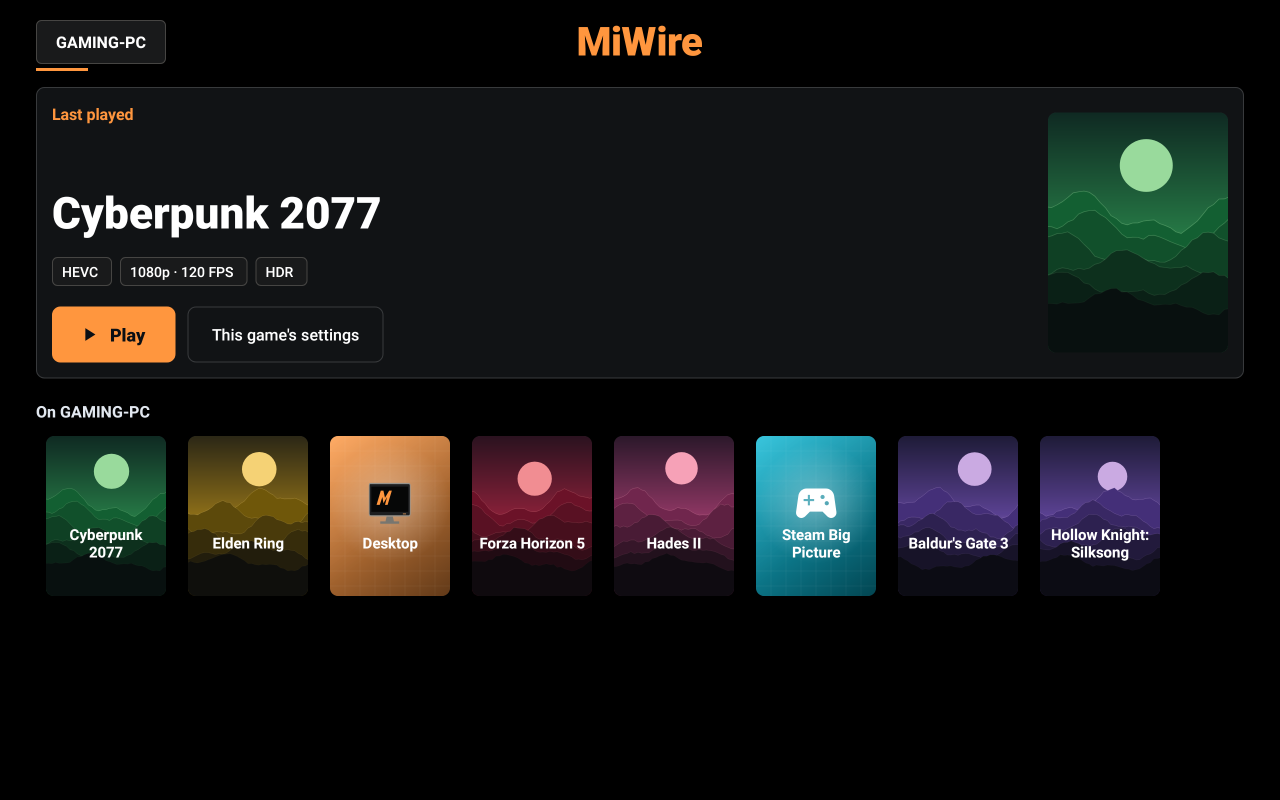 GAMING-PC
MiWire
Last played
Cyberpunk 2077
HEVC
1080p · 120 FPS
HDR
Play
This game's settings
On GAMING-PC
Cyberpunk
2077
Elden Ring
M
Desktop
Forza Horizon 5
Hades II
Steam Big
Picture
Baldur's Gate 3
Hollow Knight:
Silksong